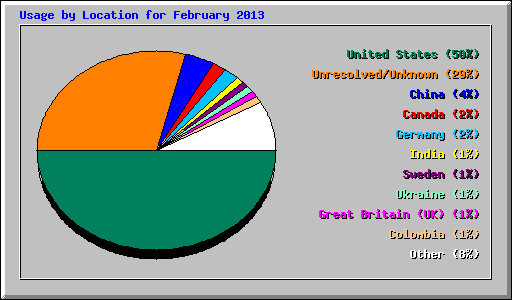 Usage by Location for February 2013
United States (50%)
Unresolved/Unknown (29%)
China (4%)
Canada (2%)
Germany (2%)
India (1%)
Sweden (1%)
Ukraine (1%)
Great Britain (UK) (1%)
Colombia (1%)
Other (8%)